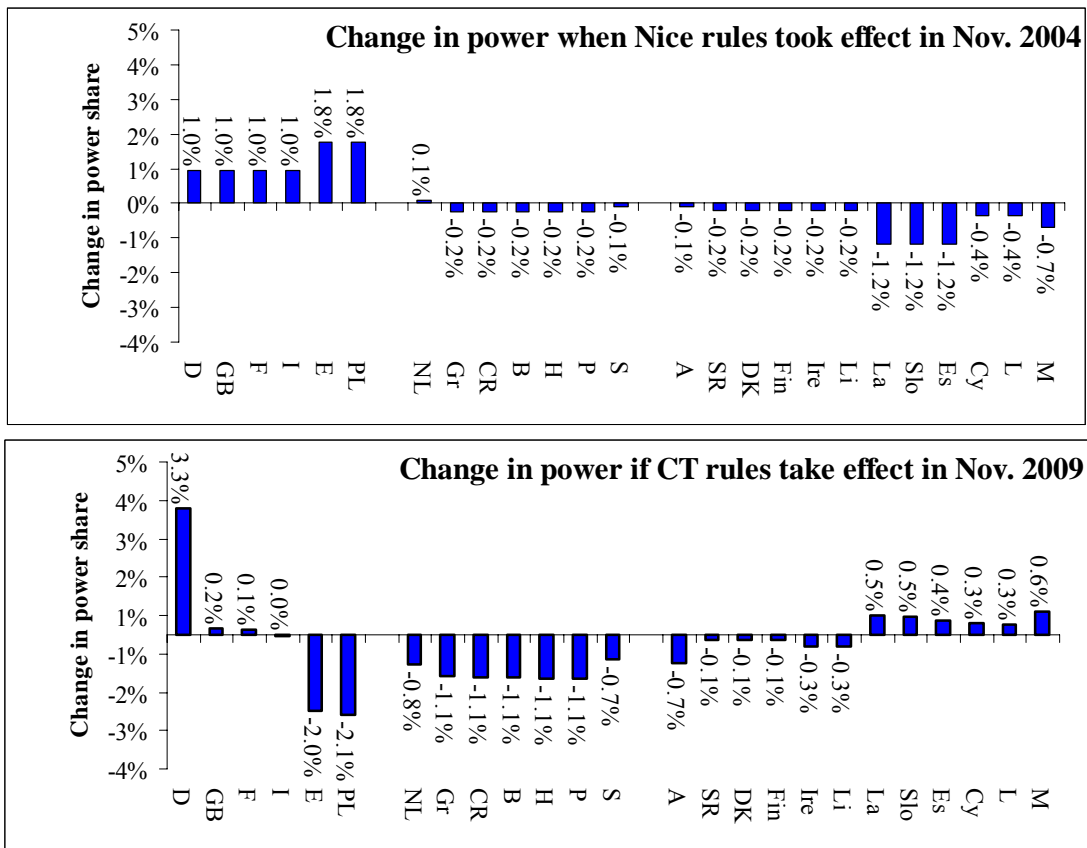 Change in power when Nice rules took effect in Nov. 2004
Change in power share
5%
4%
3%
2%
1%
0%
-1%
-2%
-3%
-4%
1.0%
1.0%
1.0%
1.0%
1.8%
1.8%
0.1%
-0.2%
-0.2%
-0.2%
-0.2%
-0.2%
-0.1%
-0.1%
-0.2%
-0.2%
-0.2%
-0.2%
-0.2%
-1.2%
-1.2%
-1.2%
-0.4%
-0.4%
-0.7%
D
GB
F
I
E
PL
NL
Gr
CR
B
H
P
S
A
SR
DK
Fin
Ire
Li
La
Slo
Es
Cy
L
M
Change in power if CT rules take effect in Nov. 2009
Change in power share
5%
4%
3%
2%
1%
-1%
-2%
-3%
-4%
3.3%
0.2%
0.1%
0.0%
-2.0%
-2.1%
-0.8%
-1.1%
-1.1%
-1.1%
-1.1%
-1.1%
-0.7%
-0.7%
-0.1%
-0.1%
-0.1%
-0.3%
-0.3%
0.5%
0.5%
0.4%
0.3%
0.3%
0.6%
D
GB
F
I
E
PL
NL
Gr
CR
B
H
P
S
A
SR
DK
Fin
Ire
Li
La
Slo
Es
Cy
L
M